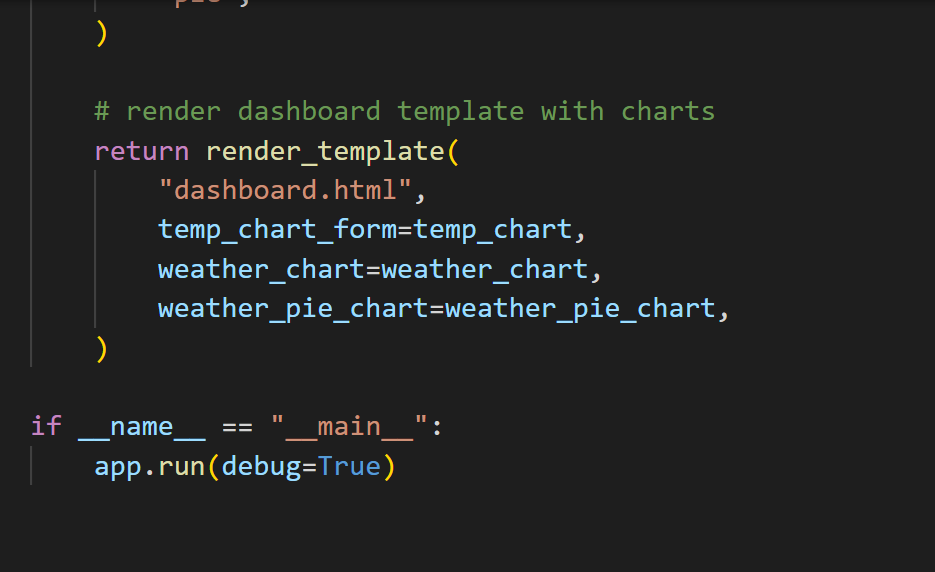 )
# render dashboard template with charts
return render_template(
"dashboard.html",
temp_chart_form=temp_chart,
weather_chart=weather_chart,
weather_pie_chart=weather_pie_chart,
)
if __name__ == "__main__":
app.run(debug=True)